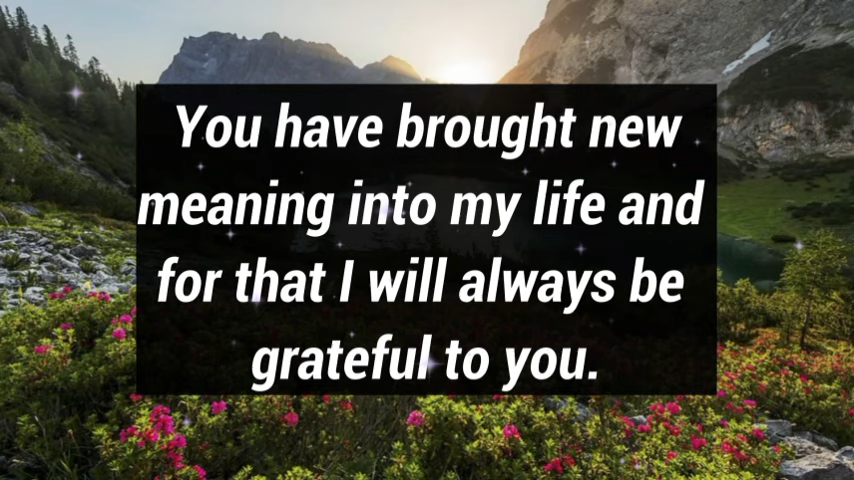 You have brought new
meaning into my life and
for that I will always be
grateful to you.